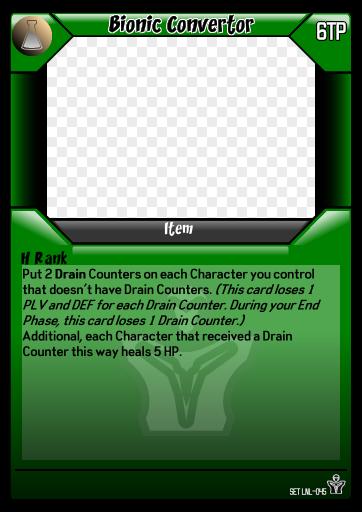 Bionic Convertor
6TP
Item
H Rank
Put 2 Drain Counters on each Character you control
that doesn't have Drain Counters. (This card loses 1
PLV and DEF for each Drain Counter. During your End
Phase, this card loses 1 Drain Counter.)
Additional, each Character that received a Drain
Counter this way heals 5 HP.
SET LNL-045